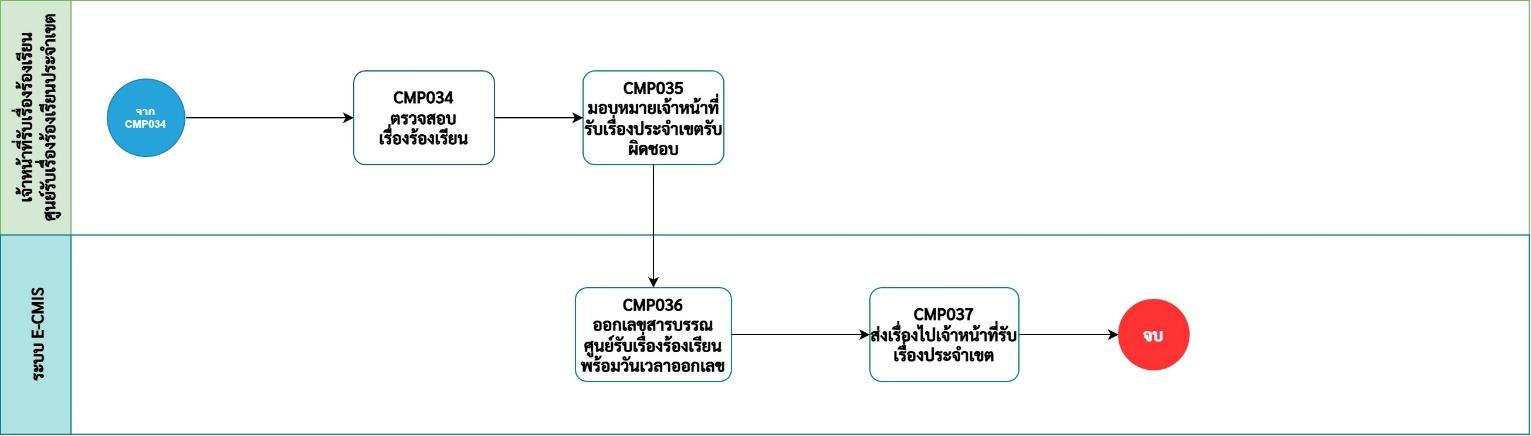 เจ้าหน้าที่รับเรื่องร้องเรียน
ศูนย์รับเรื่องร้องเรียนประจำเขต
จาก
CMP034
CMP034
ตรวจสอบ
เรื่องร้องเรียน
CMP035
มอบหมายเจ้าหน้าที่
รับเรื่องประจำเขตรับ
ผิดชอบ
ระบบ E-CMIS
CMP036
ออกเลขสารบรรณ
ศูนย์รับเรื่องร้องเรียน
พร้อมวันเวลาออกเลข
CMP037
ส่งเรื่องไปเจ้าหน้าที่รับ
เรื่องประจำเขต
จบ